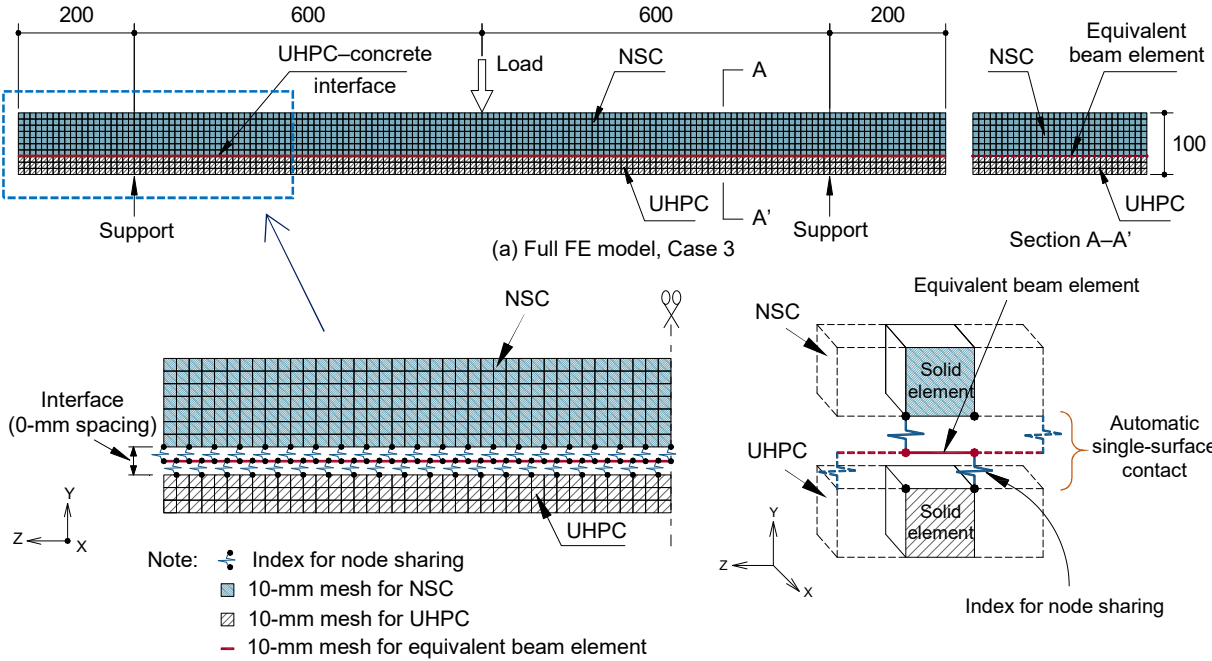 200
600
600
200
UHPC–concrete
interface
Load
NSC
A
NSC
Equivalent
beam element
100
Support
UHPC
A’
Support
UHPC
(a) Full FE model, Case 3
Section A–A’
NSC
Interface
(0-mm spacing)
UHPC
Y
Z
X
Equivalent beam element
NSC
Solid
element
UHPC
Automatic
single-surface
contact
Solid
element
Y
Z
X
Index for node sharing
Note:
Index for node sharing
10-mm mesh for NSC
10-mm mesh for UHPC
10-mm mesh for equivalent beam element